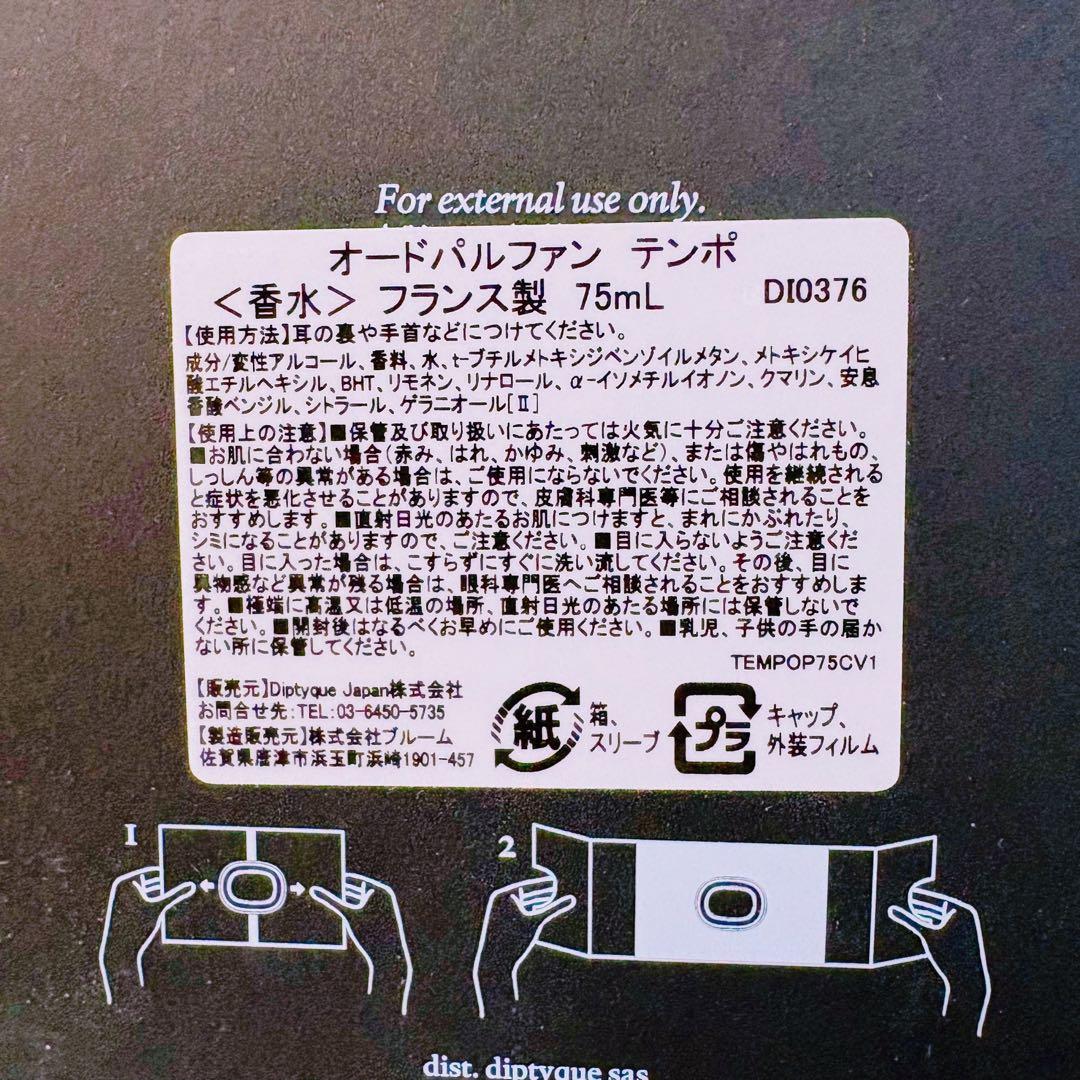 For external use only.
オードパルファン テンポ
＜香水＞ フランス製 75mL DI0376
【使用方法】耳の裏や手首などにつけてください。
成分/変性アルコール、香料、水、t-ブチルメトキシジベンゾイルメタン、メトキシケイヒ
酸エチルヘキシル、BHT、リモネン、リナロール、α-イソメチルイオノン、クマリン、安息
香酸ベンジル、シトラール、ゲラニオール[Ⅱ]
【使用上の注意】■保管及び取り扱いにあたっては火気に十分ご注意ください。
■お肌に合わない場合(赤み、はれ、かゆみ、刺激など)、または傷やはれもの、
しっしん等の異常がある場合は、ご使用にならないでください。使用を継続される
と症状を悪化させることがありますので、皮膚科専門医等にご相談されることを
おすすめします。■直射日光のあたるお肌につけますと、まれにかぶれたり、
シミになることがありますので、ご注意ください。■目に入らないようご注意くだ
さい。目に入った場合は、こすらずにすぐに洗い流してください。その後、目に
異物感など異常が残る場合は、眼科専門医へご相談されることをおすすめしま
す。■極端に高温又は低温の場所、直射日光のあたる場所には保管しないで
ください。■開封後はなるべくお早めにご使用ください。■乳児、子供の手の届か
ない所に保管してください。
TEMPOP75CV1
【販売元】Diptyque Japan株式会社
お問合せ先:TEL:03-6450-5735
【製造販売元】株式会社ブルーム
佐賀県唐津市浜玉町浜崎1901-457
紙
箱、
スリーブ
プラ
キャップ、
外装フィルム
1
2
dist. diptyque sas